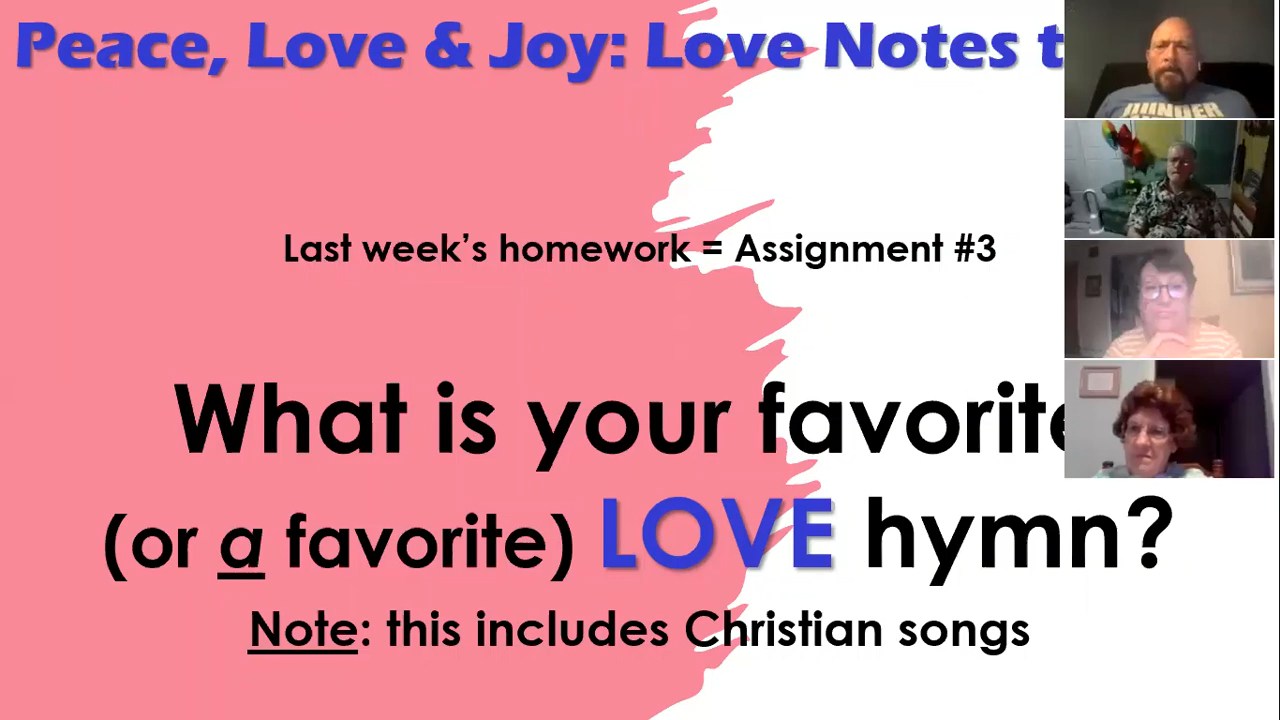 Peace, Love & Joy: Love Notes t
Last week's homework = Assignment #3
What is your favorite
(or a favorite) LOVE hymn?
Note: this includes Christian songs